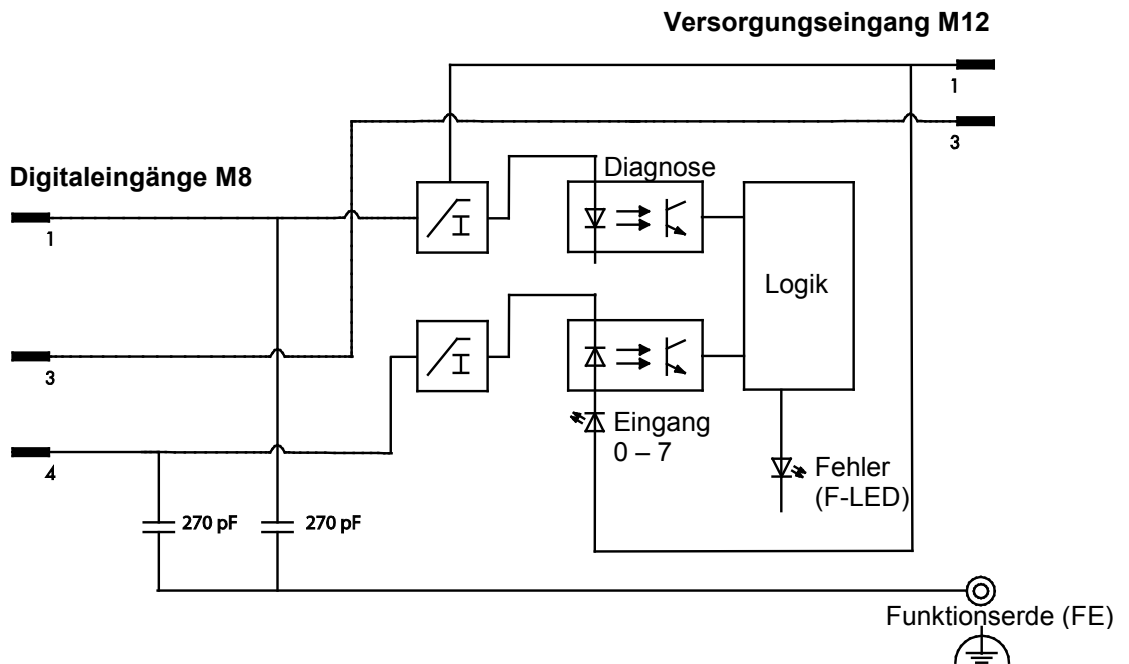 Versorgungseingang M12
1
3
Digitaleingänge M8
Diagnose
1
I
Logik
3
I
Eingang
0 – 7
4
Fehler
(F-LED)
270 pF
270 pF
Funktionserde (FE)